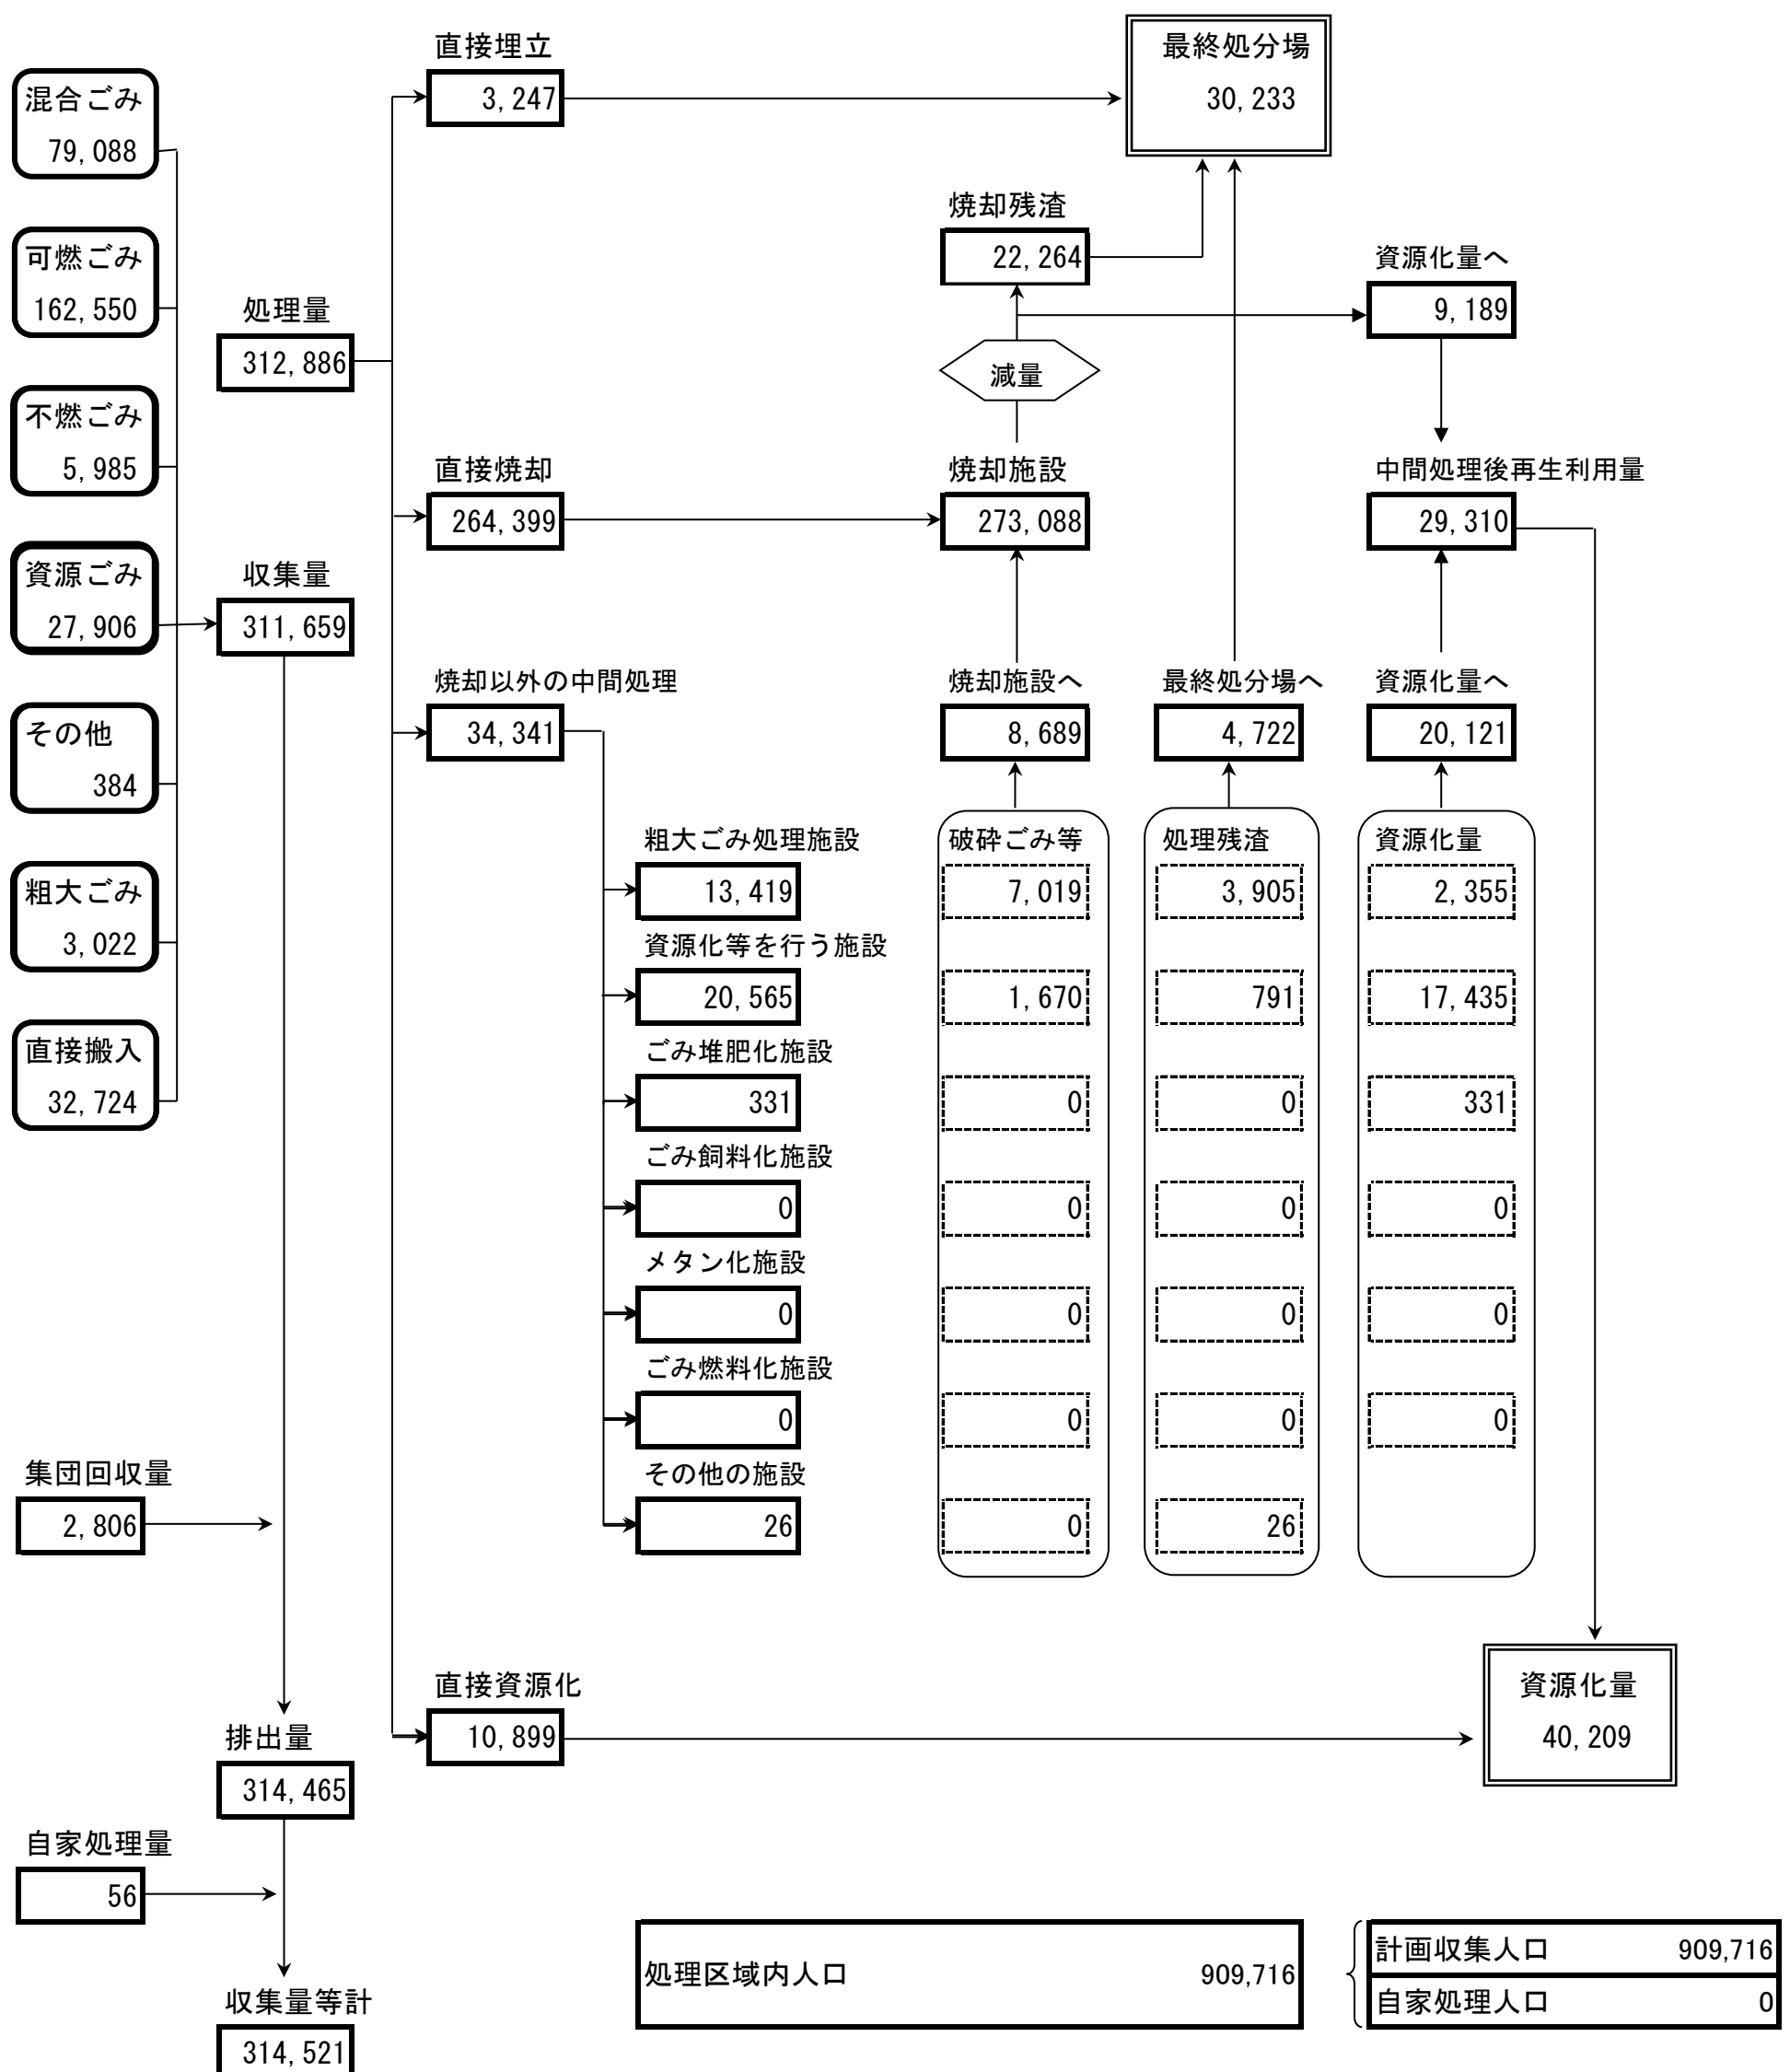 直接埋立
3,247
最終処分場
30,233
混合ごみ
79,088
焼却残渣
22,264
資源化量へ
9,189
可燃ごみ
162,550
処理量
312,886
減量
不燃ごみ
5,985
直接焼却
264,399
焼却施設
273,088
中間処理後再生利用量
29,310
資源ごみ
27,906
収集量
311,659
焼却以外の中間処理
34,341
焼却施設へ
8,689
最終処分場へ
4,722
資源化量へ
20,121
その他
384
粗大ごみ処理施設
13,419
破砕ごみ等
7,019
処理残渣
3,905
資源化量
2,355
粗大ごみ
3,022
資源化等を行う施設
20,565
1,670
791
17,435
直接搬入
32,724
ごみ堆肥化施設
331
0
0
331
ごみ飼料化施設
0
0
0
0
メタン化施設
0
0
0
0
ごみ燃料化施設
0
0
0
0
集団回収量
2,806
その他の施設
26
0
26
直接資源化
10,899
資源化量
40,209
排出量
314,465
自家処理量
56
処理区域内人口 909,716
計画収集人口 909,716
自家処理人口 0
収集量等計
314,521